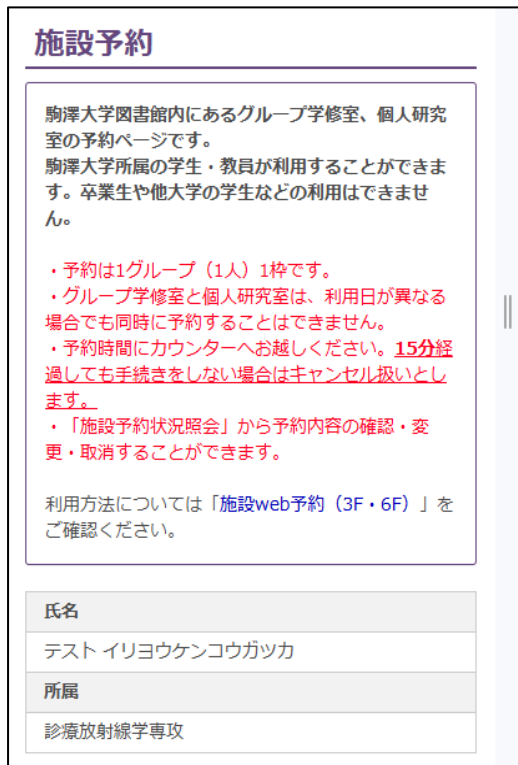 施設予約
駒澤大学図書館内にあるグループ学修室、個人研究
室の予約ページです。
駒澤大学所属の学生・教員が利用することができま
す。卒業生や他大学の学生などの利用はできませ
ん。
・予約は1グループ（1人）1枠です。
・グループ学修室と個人研究室は、利用日が異なる
場合でも同時に予約することはできません。
・予約時間にカウンターへお越しください。15分経
過しても手続きをしない場合はキャンセル扱いとし
ます。
・「施設予約状況照会」から予約内容の確認・変
更・取消することができます。
利用方法については「施設web予約（3F・6F）」を
ご確認ください。
氏名
テスト イリヨウケンコウガツカ
所属
診療放射線学専攻